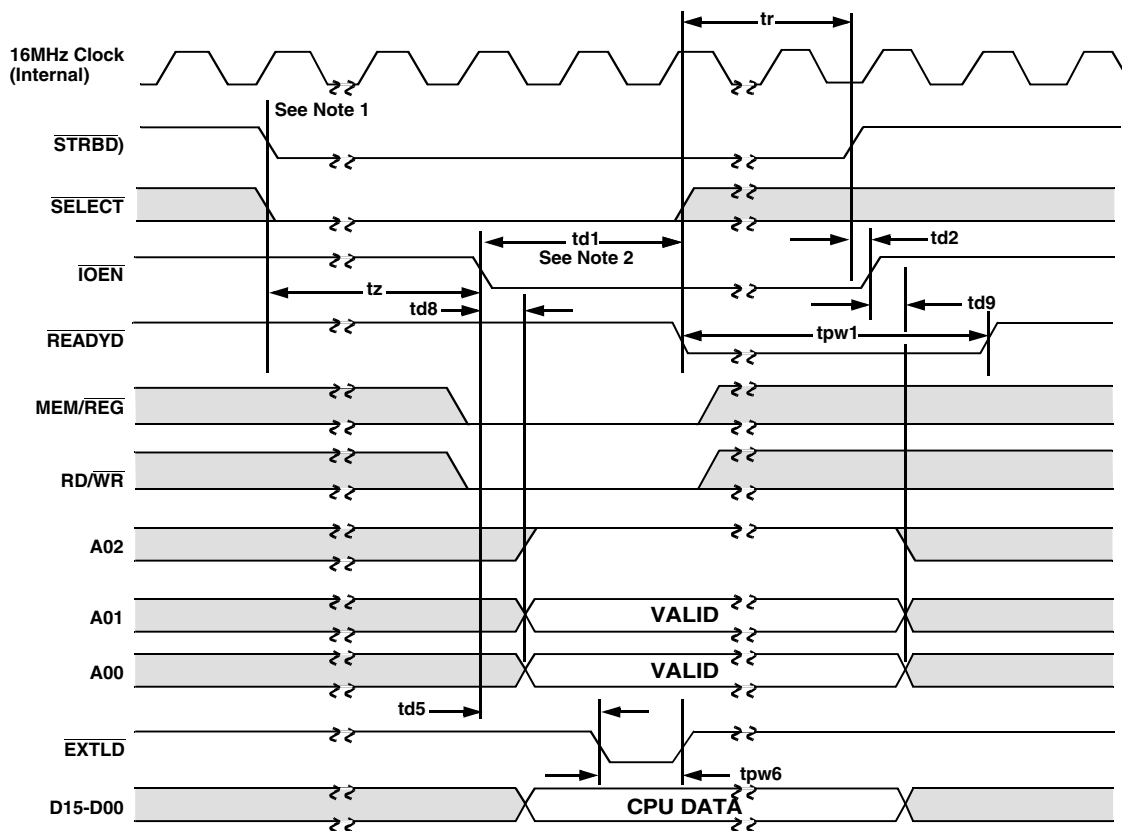 tr
16MHz Clock
(Internal)
See Note 1
STRBD)
SELECT
td1
See Note 2
td2
IOEN
tz
td8
td9
READYD
tpw1
MEM/REG
RD/WR
A02
A01
VALID
A00
VALID
td5
EXTLD
tpw6
D15-D00
CPU DATA